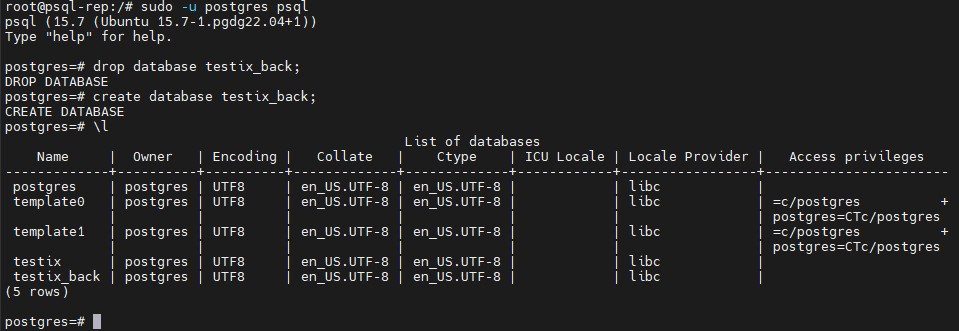 root@psql-rep:/# sudo -u postgres psql
psql (15.7 (Ubuntu 15.7-1.pgdg22.04+1))
Type "help" for help.

postgres=# drop database testix_back;
DROP DATABASE
postgres=# create database testix_back;
CREATE DATABASE
postgres=# \l
                                                 List of databases
    Name     |  Owner   | Encoding |   Collate   |    Ctype    | ICU Locale | Locale Provider |   Access privileges
-------------+----------+----------+-------------+-------------+------------+-----------------+-----------------------
 postgres    | postgres | UTF8     | en_US.UTF-8 | en_US.UTF-8 |            | libc            |
 template0   | postgres | UTF8     | en_US.UTF-8 | en_US.UTF-8 |            | libc            | =c/postgres          +
             |          |          |             |             |            |                 | postgres=CTc/postgres
 template1   | postgres | UTF8     | en_US.UTF-8 | en_US.UTF-8 |            | libc            | =c/postgres          +
             |          |          |             |             |            |                 | postgres=CTc/postgres
 testix      | postgres | UTF8     | en_US.UTF-8 | en_US.UTF-8 |            | libc            |
 testix_back | postgres | UTF8     | en_US.UTF-8 | en_US.UTF-8 |            | libc            |
(5 rows)

postgres=#